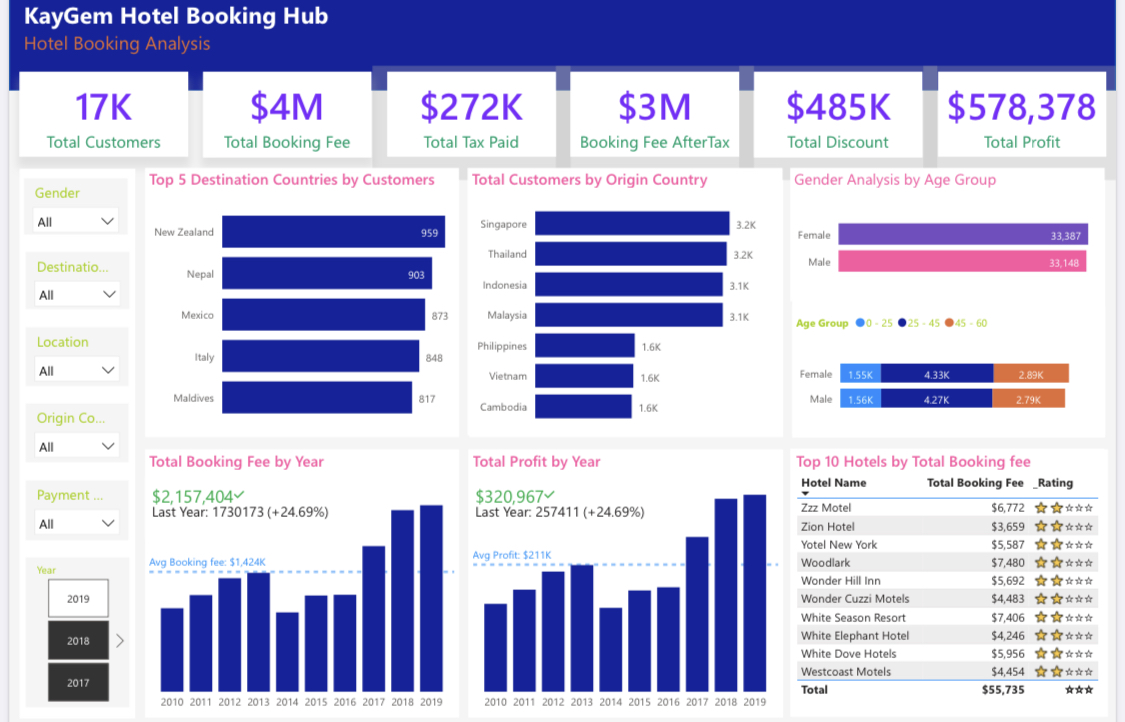 KayGem Hotel Booking Hub
Hotel Booking Analysis
17K
Total Customers
$4M
Total Booking Fee
$272K
Total Tax Paid
$3M
Booking Fee AfterTax
$485K
Total Discount
$578,378
Total Profit
Gender
All
Destinatio...
All
Location
All
Origin Co...
All
Payment ...
All
Year
2019
2018
2017
Top 5 Destination Countries by Customers
New Zealand 959
Nepal 903
Mexico 873
Italy 848
Maldives 817
Total Customers by Origin Country
Singapore 3.2K
Thailand 3.2K
Indonesia 3.1K
Malaysia 3.1K
Philippines 1.6K
Vietnam 1.6K
Cambodia 1.6K
Gender Analysis by Age Group
Female 33,387
Male 33,148
Age Group 0 - 25 25 - 45 45 - 60
Female 1.55K 4.33K 2.89K
Male 1.56K 4.27K 2.79K
Total Booking Fee by Year
$2,157,404✓
Last Year: 1730173 (+24.69%)
Avg Booking fee: $1,424K
2010 2011 2012 2013 2014 2015 2016 2017 2018 2019
Total Profit by Year
$320,967✓
Last Year: 257411 (+24.69%)
Avg Profit: $211K
2010 2011 2012 2013 2014 2015 2016 2017 2018 2019
Top 10 Hotels by Total Booking fee
Hotel Name Total Booking Fee _Rating
Zzz Motel $6,772
Zion Hotel $3,659
Yotel New York $5,587
Woodlark $7,480
Wonder Hill Inn $5,692
Wonder Cuzzi Motels $4,483
White Season Resort $7,406
White Elephant Hotel $4,246
White Dove Hotels $5,956
Westcoast Motels $4,454
Total $55,735